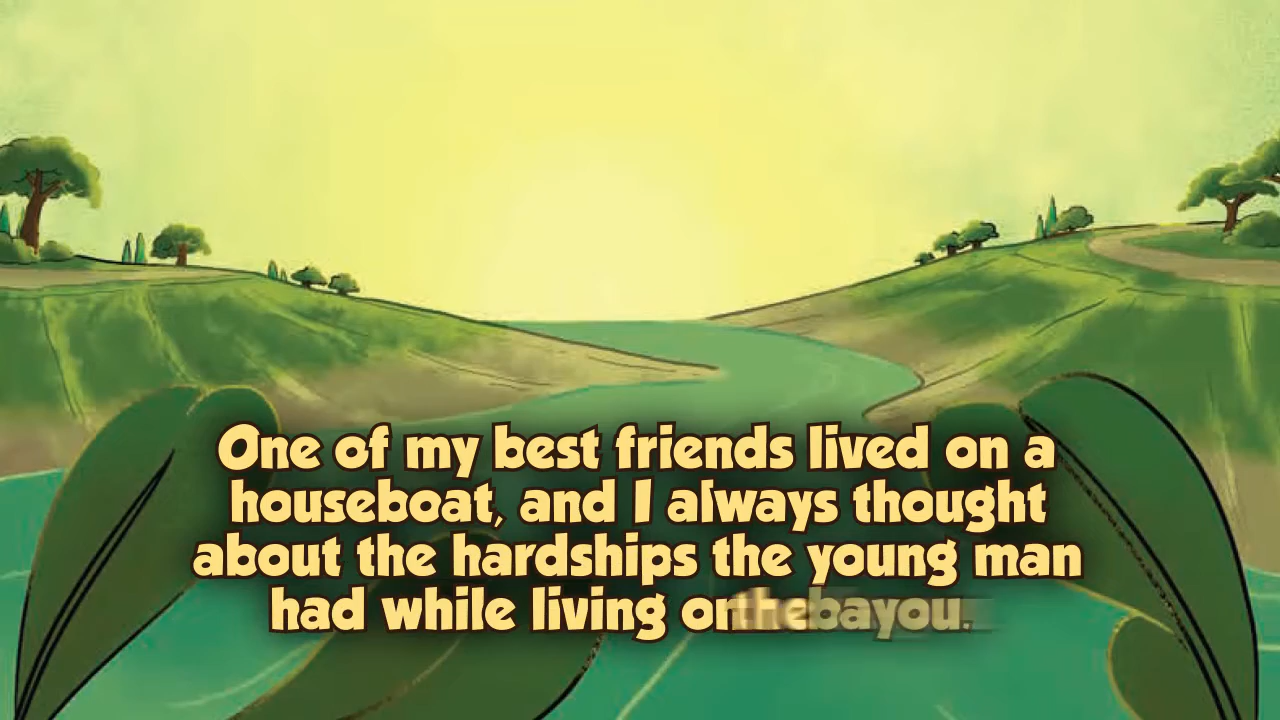 One of my best friends lived on a
houseboat, and I always thought
about the hardships the young man
had while living on the bayou.